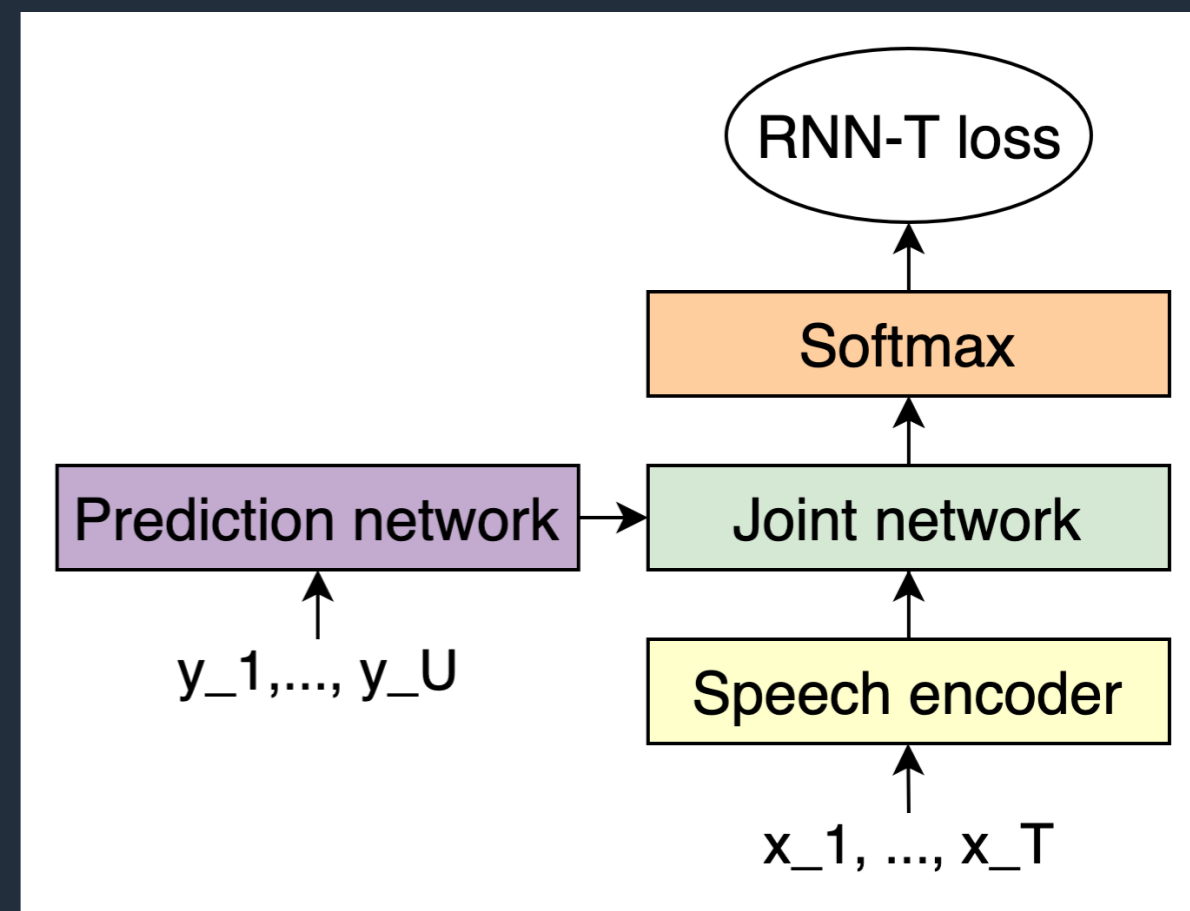 RNN-T loss
Softmax
Prediction network
Joint network
y_1,..., y_U
Speech encoder
x_1, ..., x_T